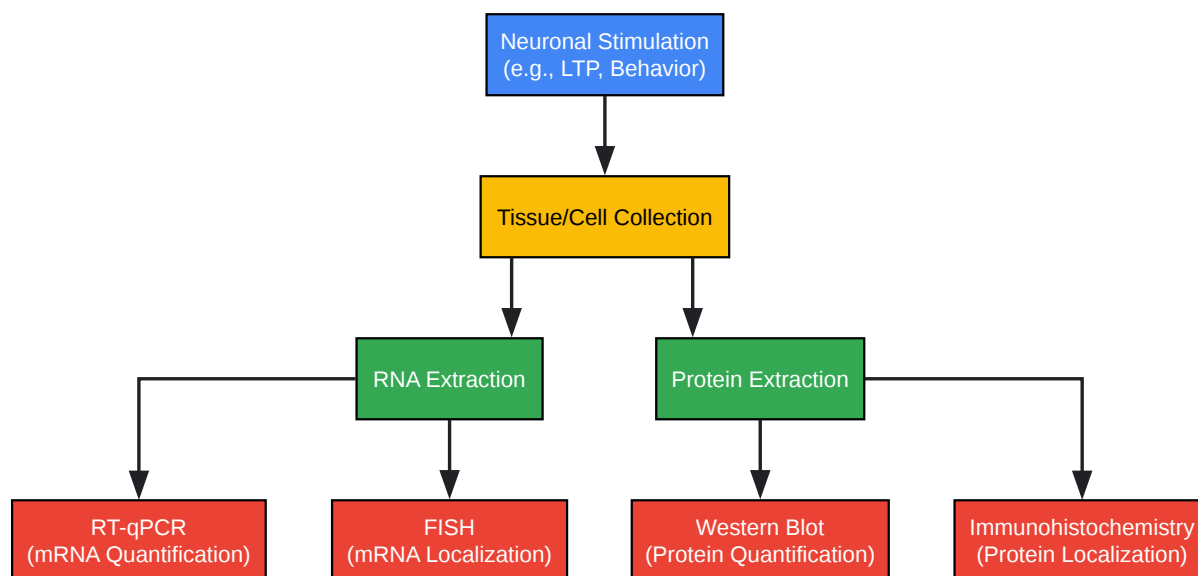 Neuronal Stimulation
(e.g., LTP, Behavior)
Tissue/Cell Collection
RNA Extraction
Protein Extraction
RT-qPCR
(mRNA Quantification)
FISH
(mRNA Localization)
Western Blot
(Protein Quantification)
Immunohistochemistry
(Protein Localization)